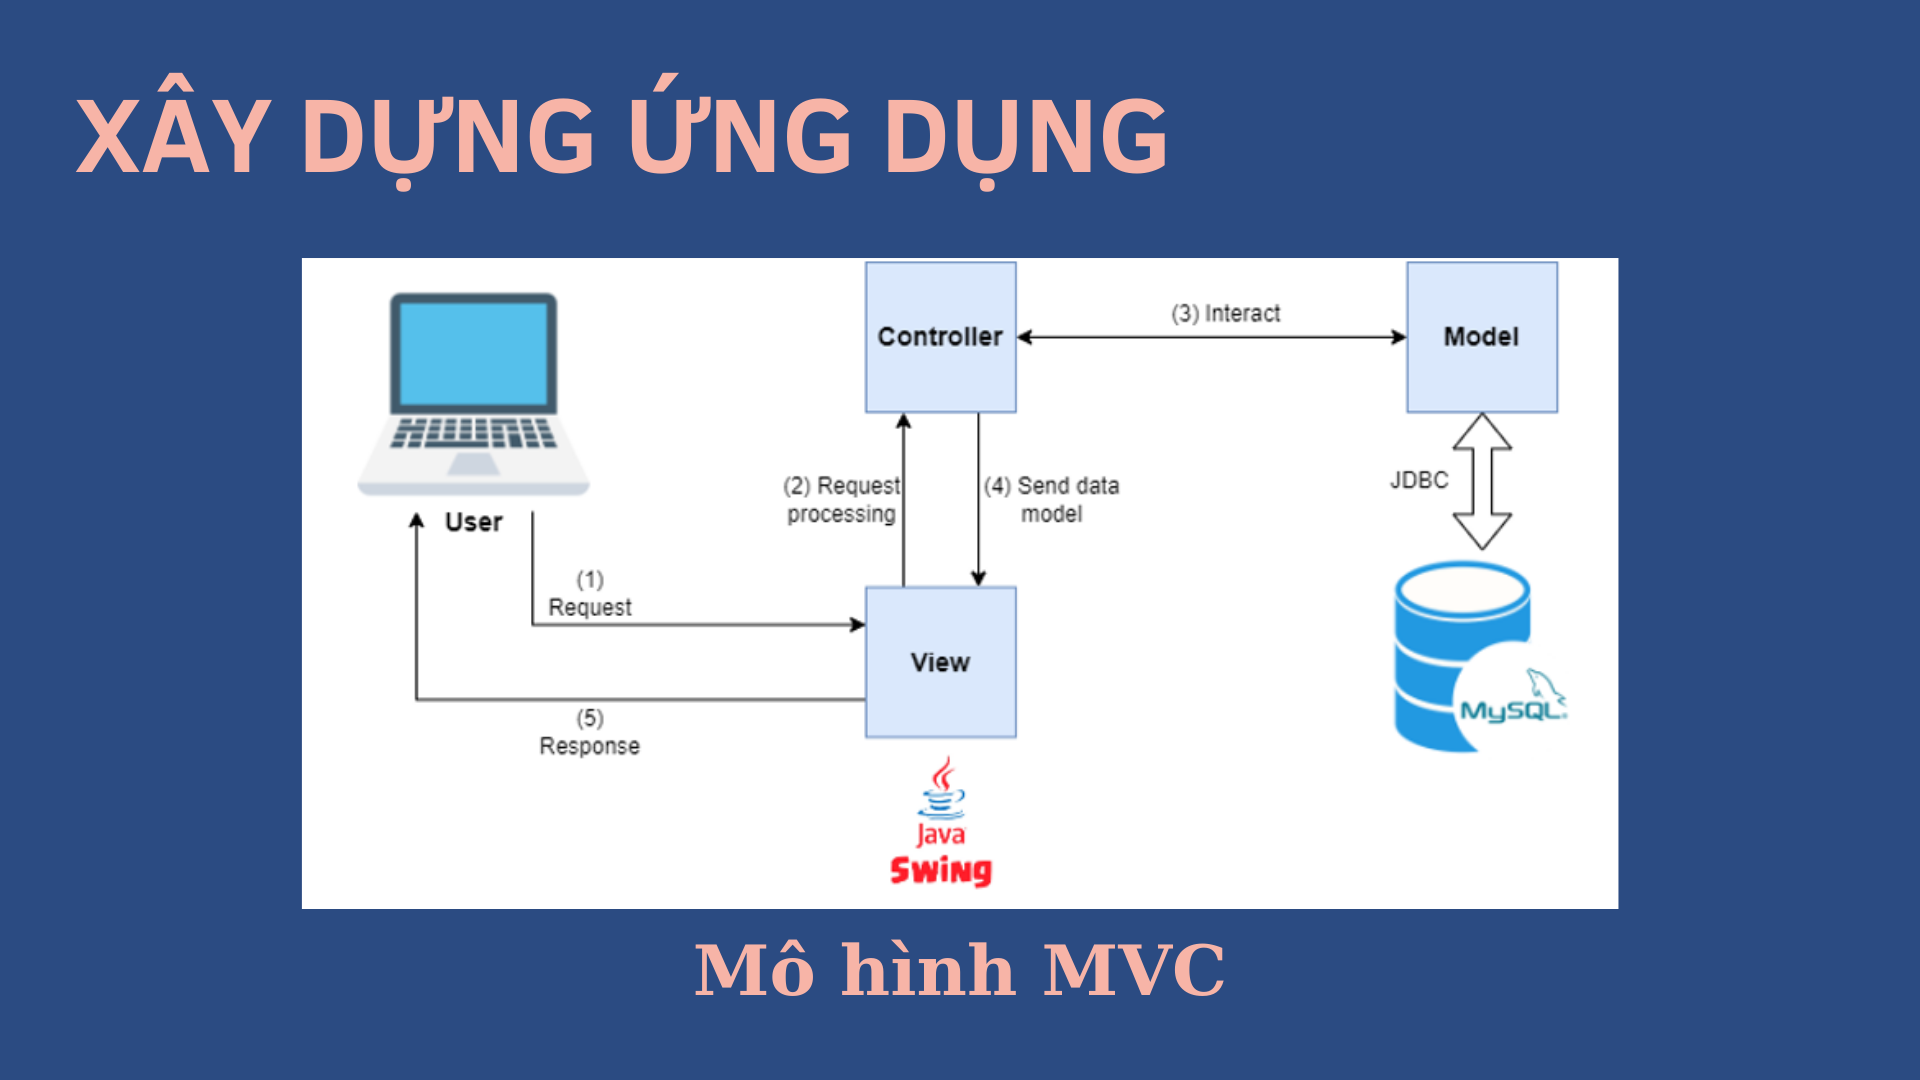 XÂY DỰNG ỨNG DỤNG
Controller
(3) Interact
Model
(2) Request
processing
(4) Send data
model
JDBC
User
(1)
Request
View
MySQL®
(5)
Response
Java
Swing
Mô hình MVC